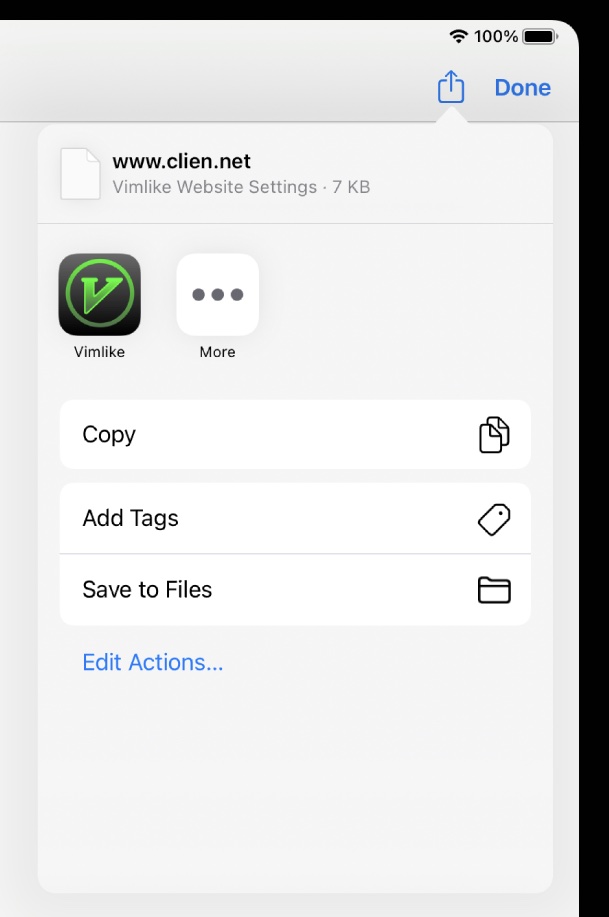 100%
Done
www.clien.net
Vimlike Website Settings · 7 KB
Vimlike
More
Copy
Add Tags
Save to Files
Edit Actions...